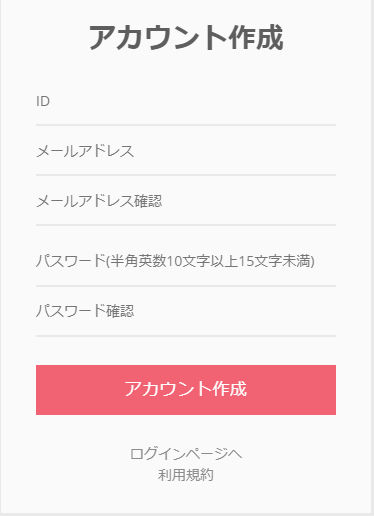 アカウント作成
ID
メールアドレス
メールアドレス確認
パスワード(半角英数10文字以上15文字未満)
パスワード確認
アカウント作成
ログインページへ
利用規約